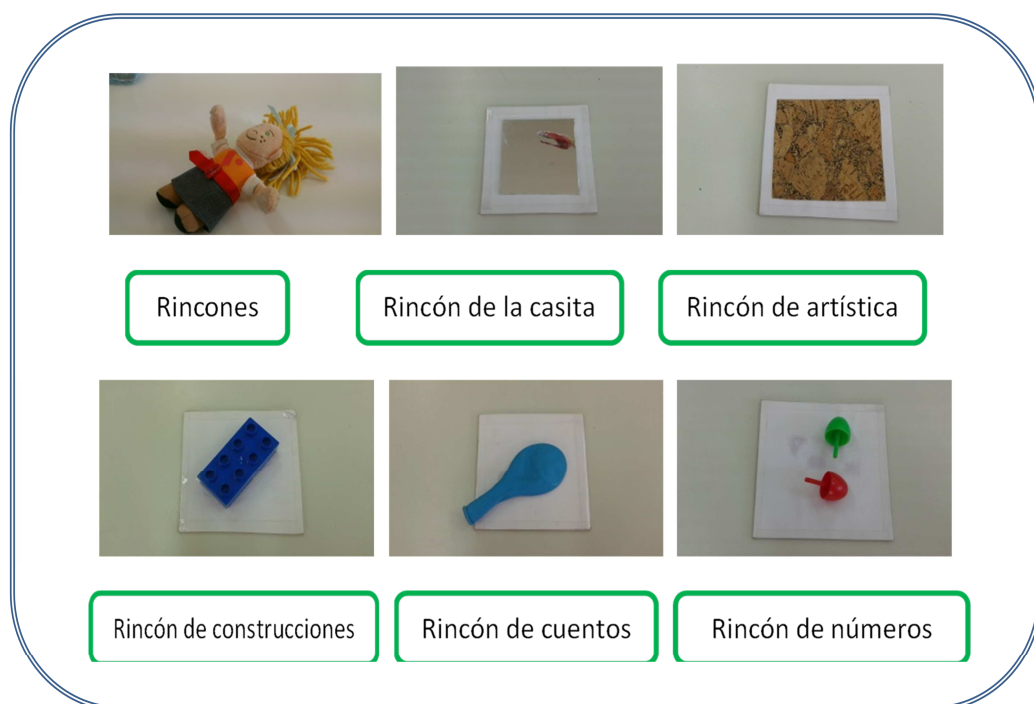 Rincones
Rincón de la casita
Rincón de artística
Rincón de construcciones
Rincón de cuentos
Rincón de números